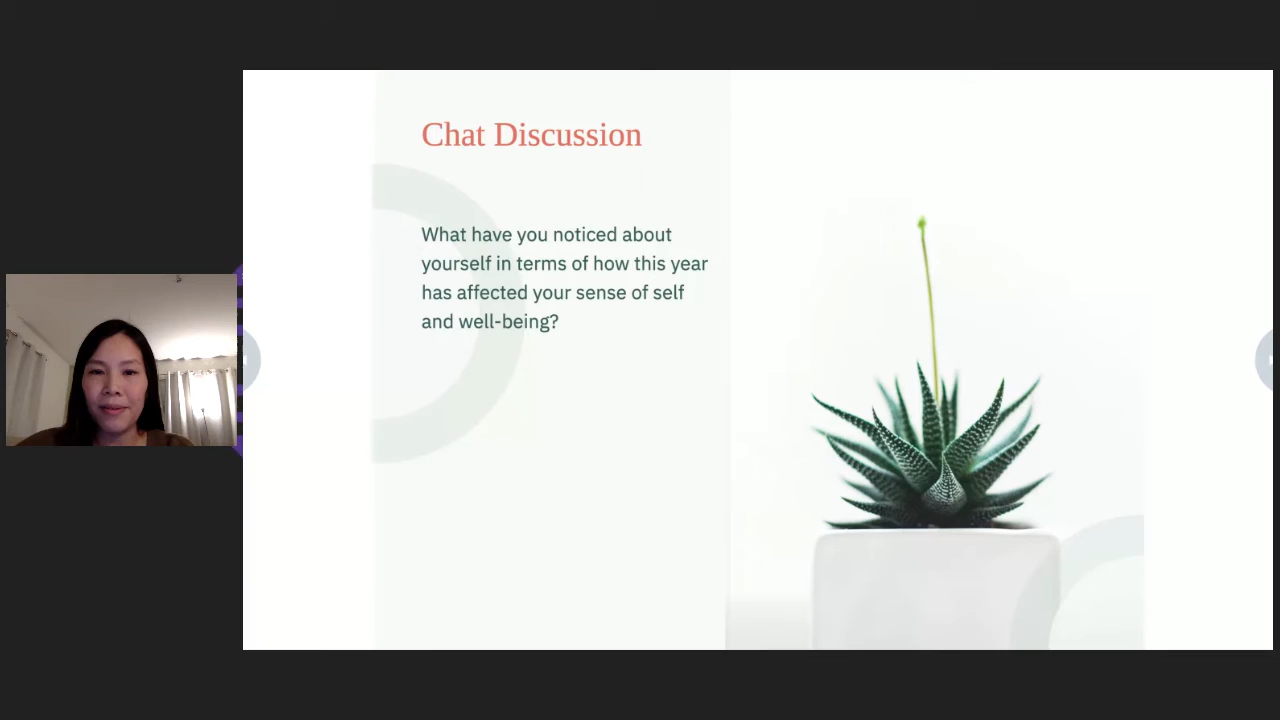 Chat Discussion
What have you noticed about
yourself in terms of how this year
has affected your sense of self
and well-being?